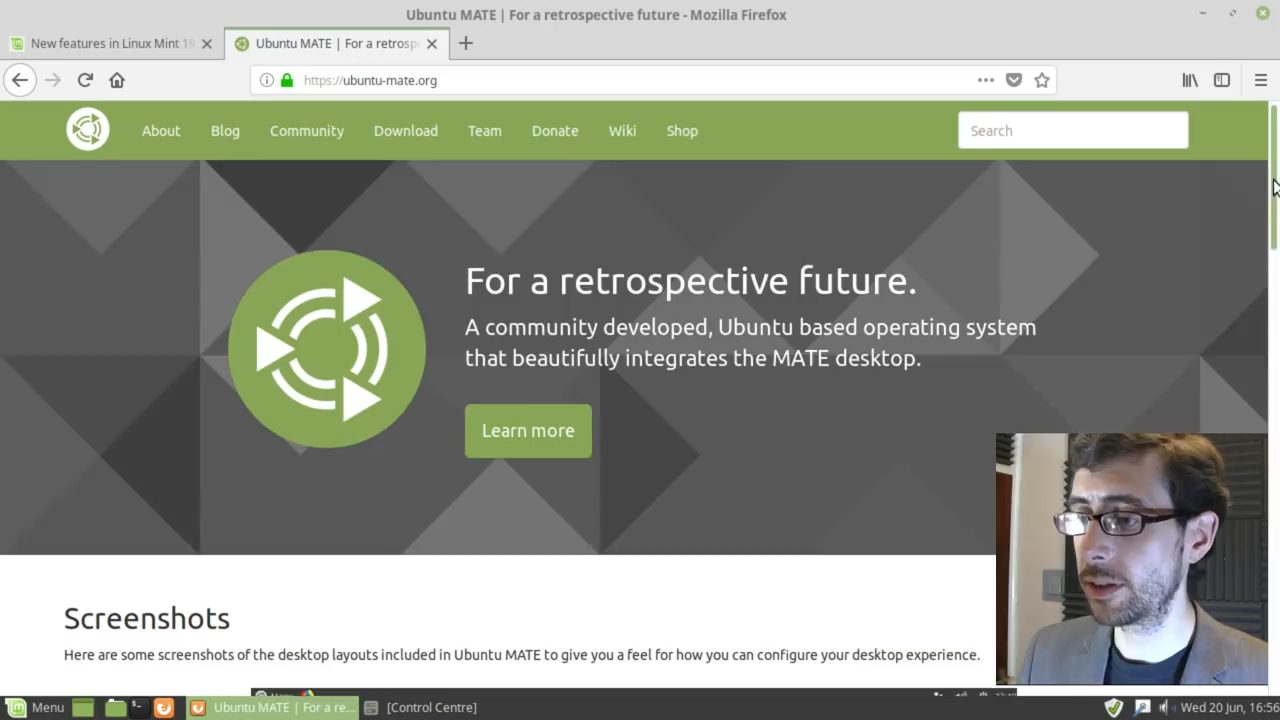 Ubuntu MATE | For a retrospective future - Mozilla Firefox
New features in Linux Mint 19
Ubuntu MATE | For a retrosp
https://ubuntu-mate.org
About
Blog
Community
Download
Team
Donate
Wiki
Shop
Search
For a retrospective future.
A community developed, Ubuntu based operating system
that beautifully integrates the MATE desktop.
Learn more
Screenshots
Here are some screenshots of the desktop layouts included in Ubuntu MATE to give you a feel for how you can configure your desktop experience.
Menu
Ubuntu MATE | For a re...
[Control Centre]
Wed 20 Jun, 16:56